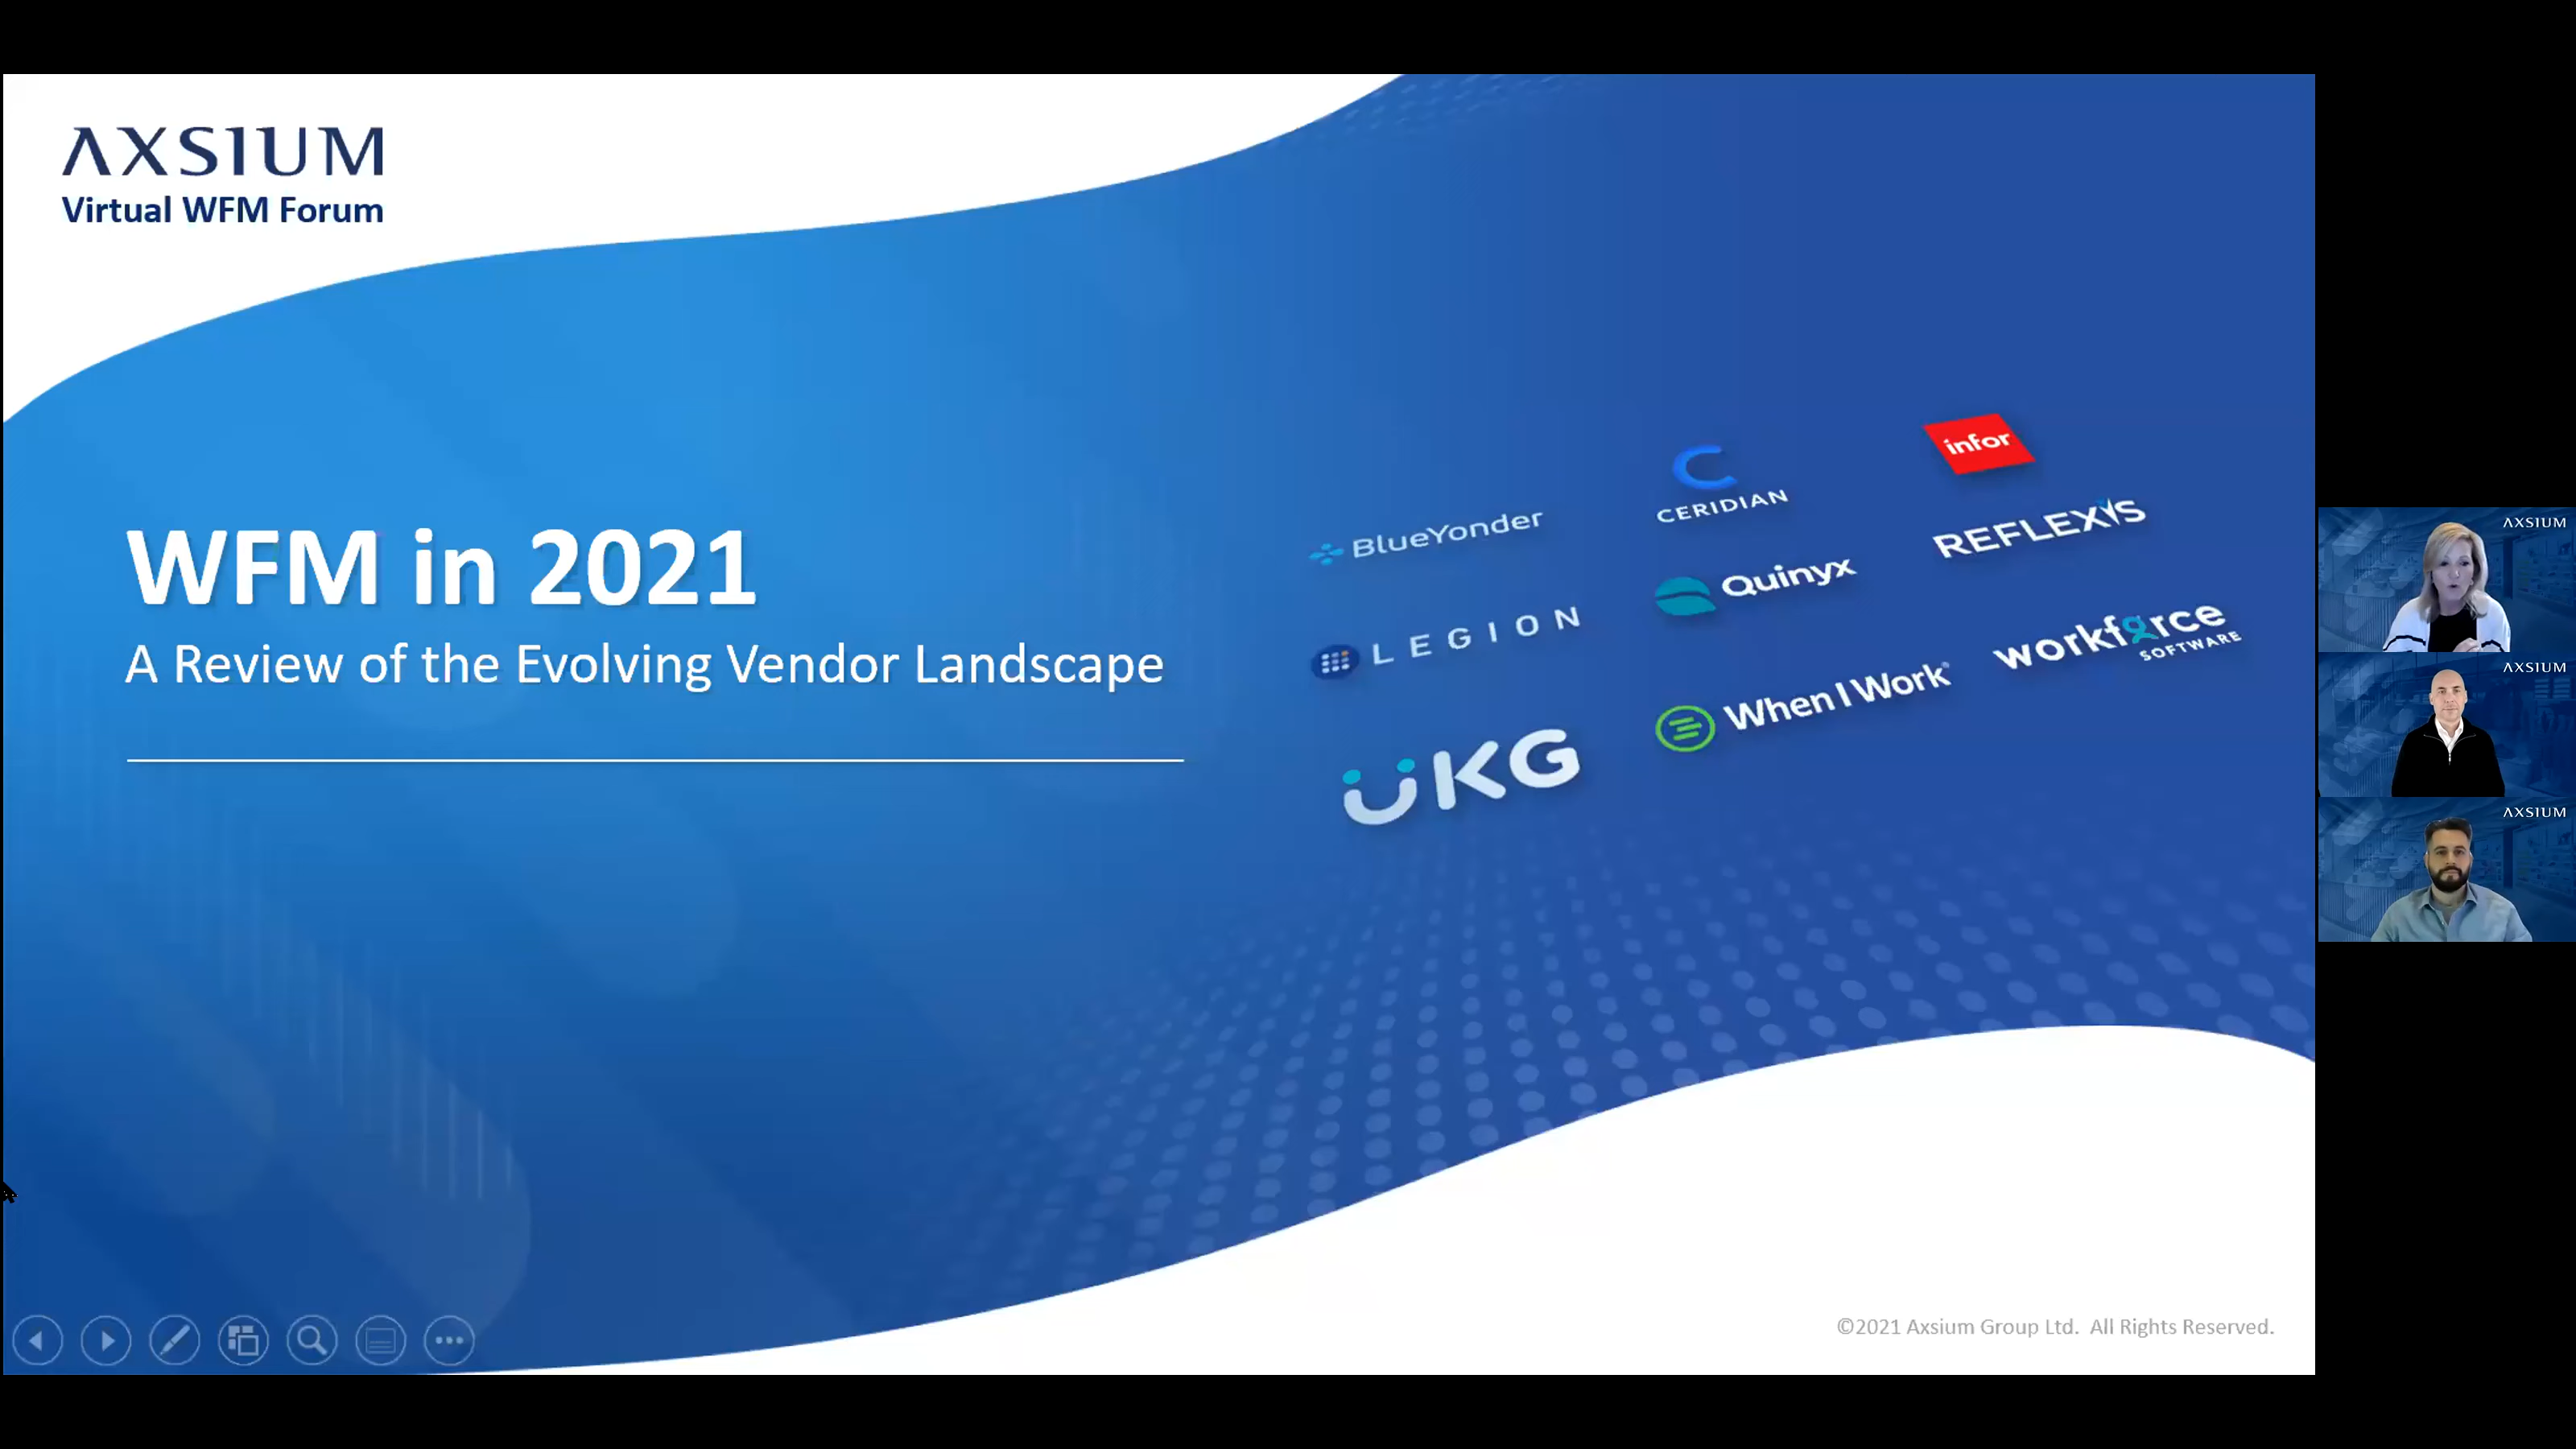 AXSIUM
Virtual WFM Forum
WFM in 2021
A Review of the Evolving Vendor Landscape
BlueYonder
CERIDIAN
infor
LEGION
Quinyx
REFLEXIS
UKG
When I Work
workforce
SOFTWARE
AXSIUM
AXSIUM
AXSIUM
©2021 Axsium Group Ltd. All Rights Reserved.